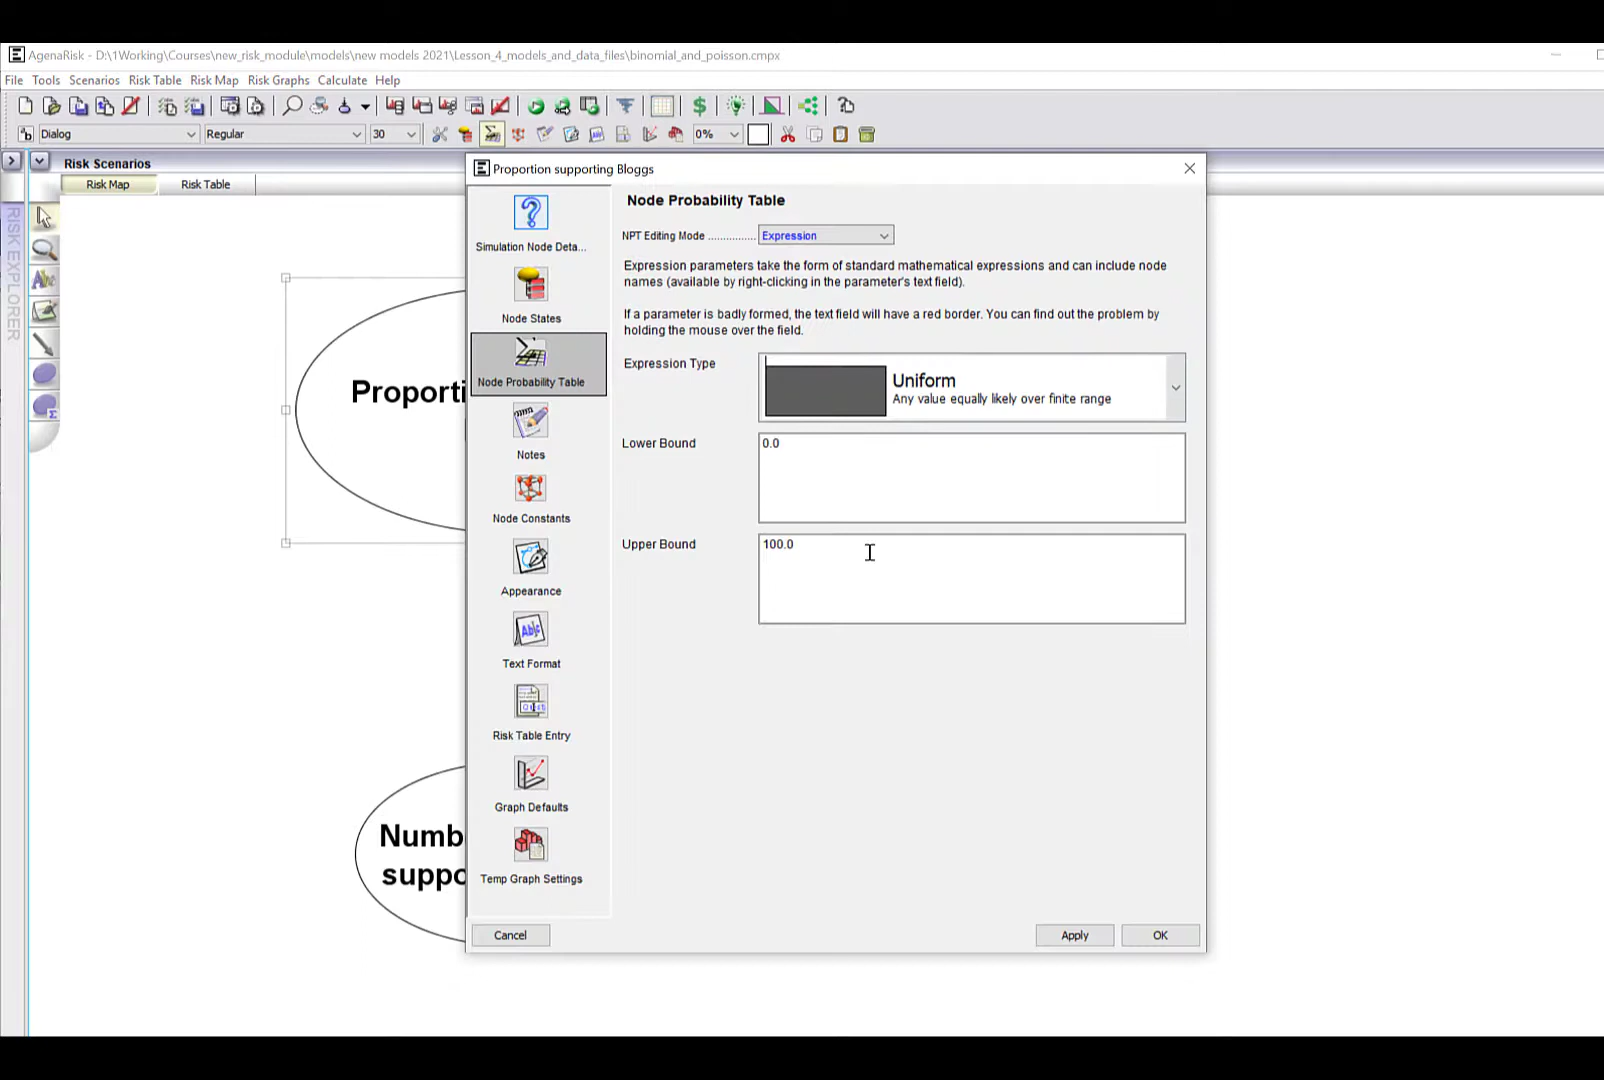 AgenaRisk - D:\1Working\Courses\new_risk_module\models\new models 2021\Lesson_4_models_and_data_files\binomial_and_poisson.cmpx
File Tools Scenarios Risk Table Risk Map Risk Graphs Calculate Help
Dialog Regular 30 0%
Risk Scenarios
Risk Map Risk Table
RISK EXPLORER
Proporti
Numb
suppo
Proportion supporting Bloggs
Simulation Node Deta...
Node States
Node Probability Table
Notes
Node Constants
Appearance
Text Format
Risk Table Entry
Graph Defaults
Temp Graph Settings
Node Probability Table
NPT Editing Mode ................ Expression
Expression parameters take the form of standard mathematical expressions and can include node
names (available by right-clicking in the parameter's text field).
If a parameter is badly formed, the text field will have a red border. You can find out the problem by
holding the mouse over the field.
Expression Type
Uniform
Any value equally likely over finite range
Lower Bound 0.0
Upper Bound 100.0
Cancel Apply OK